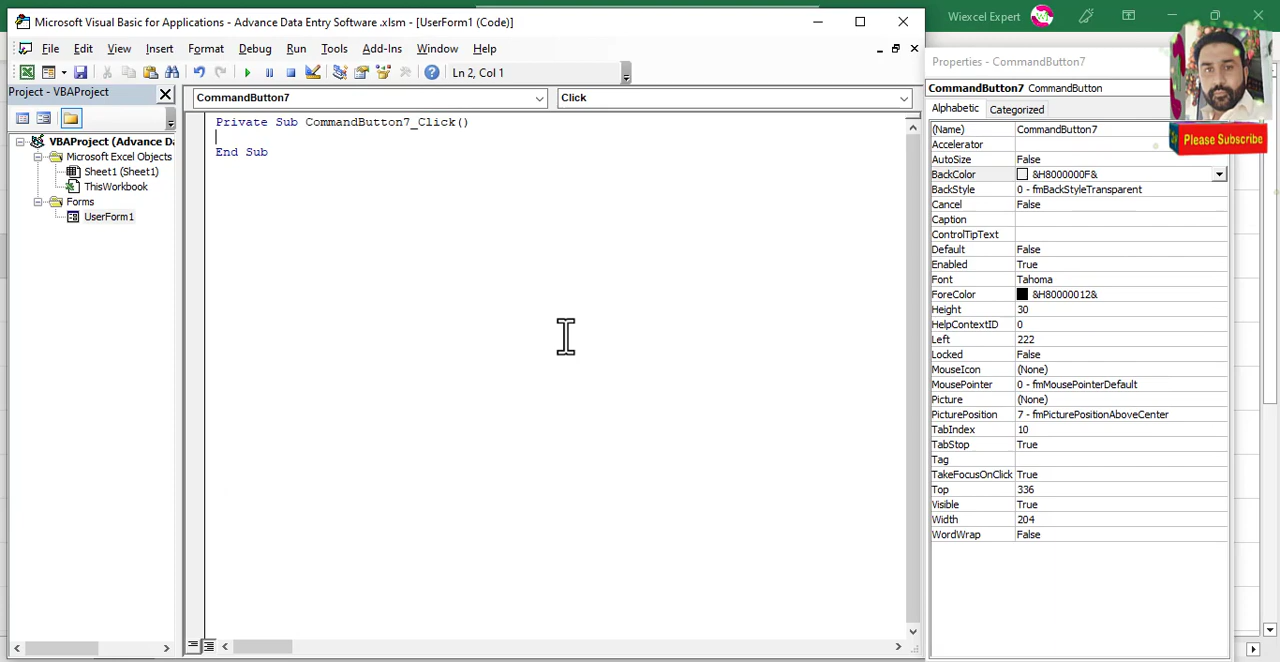 Microsoft Visual Basic for Applications - Advance Data Entry Software .xlsm - [UserForm1 (Code)]
Wiexcel Expert
File Edit View Insert Format Debug Run Tools Add-Ins Window Help
Ln 2, Col 1
Project - VBAProject
VBAProject (Advance Da
Microsoft Excel Objects
Sheet1 (Sheet1)
ThisWorkbook
Forms
UserForm1
CommandButton7
Click
Private Sub CommandButton7_Click()
End Sub
Properties - CommandButton7
CommandButton7 CommandButton
Alphabetic Categorized
(Name) CommandButton7
Accelerator
AutoSize False
BackColor &H8000000F&
BackStyle 0 - fmBackStyleTransparent
Cancel False
Caption
ControlTipText
Default False
Enabled True
Font Tahoma
ForeColor &H80000012&
Height 30
HelpContextID 0
Left 222
Locked False
MouseIcon (None)
MousePointer 0 - fmMousePointerDefault
Picture (None)
PicturePosition 7 - fmPicturePositionAboveCenter
TabIndex 10
TabStop True
Tag
TakeFocusOnClick True
Top 336
Visible True
Width 204
WordWrap False
Please Subscribe